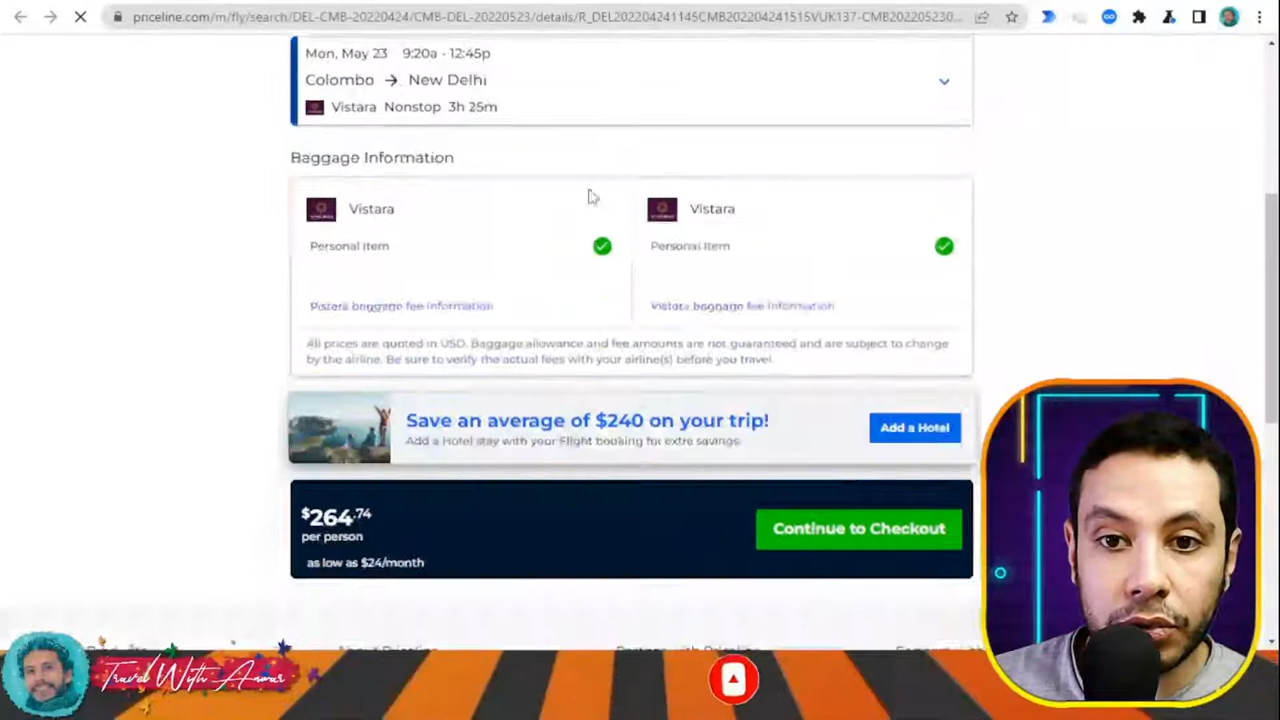 priceline.com/m/fly/search/DEL-CMB-20220424/CMB-DEL-20220523/details/R_DEL202204241145CMB202204241515VUK137-CMB202205230...
Mon, May 23 9:20a - 12:45p
Colombo → New Delhi
Vistara Nonstop 3h 25m
Baggage Information
Vistara
Personal Item
Vistara baggage fee information
Vistara
Personal Item
Vistara baggage fee information
All prices are quoted in USD. Baggage allowance and fee amounts are not guaranteed and are subject to change
by the airline. Be sure to verify the actual fees with your airline(s) before you travel.
Save an average of $240 on your trip!
Add a Hotel stay with your Flight booking for extra savings.
Add a Hotel
$264.74
per person
as low as $24/month
Continue to Checkout
Travel With Anwar